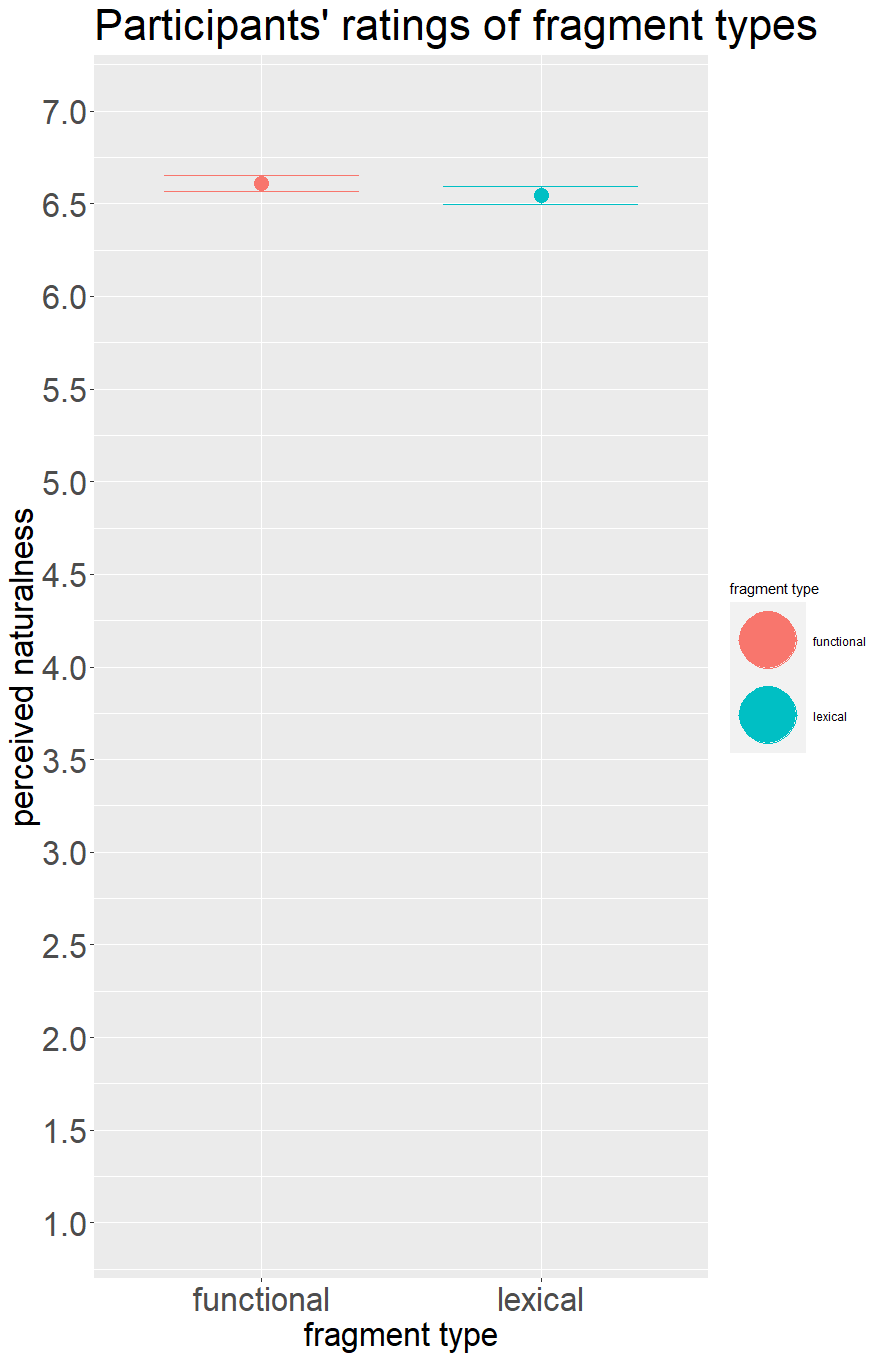 Participants' ratings of fragment types
7.0
6.5
6.0
5.5
5.0
4.5
4.0
3.5
3.0
2.5
2.0
1.5
1.0
perceived naturalness
functional
lexical
fragment type
fragment type
functional
lexical